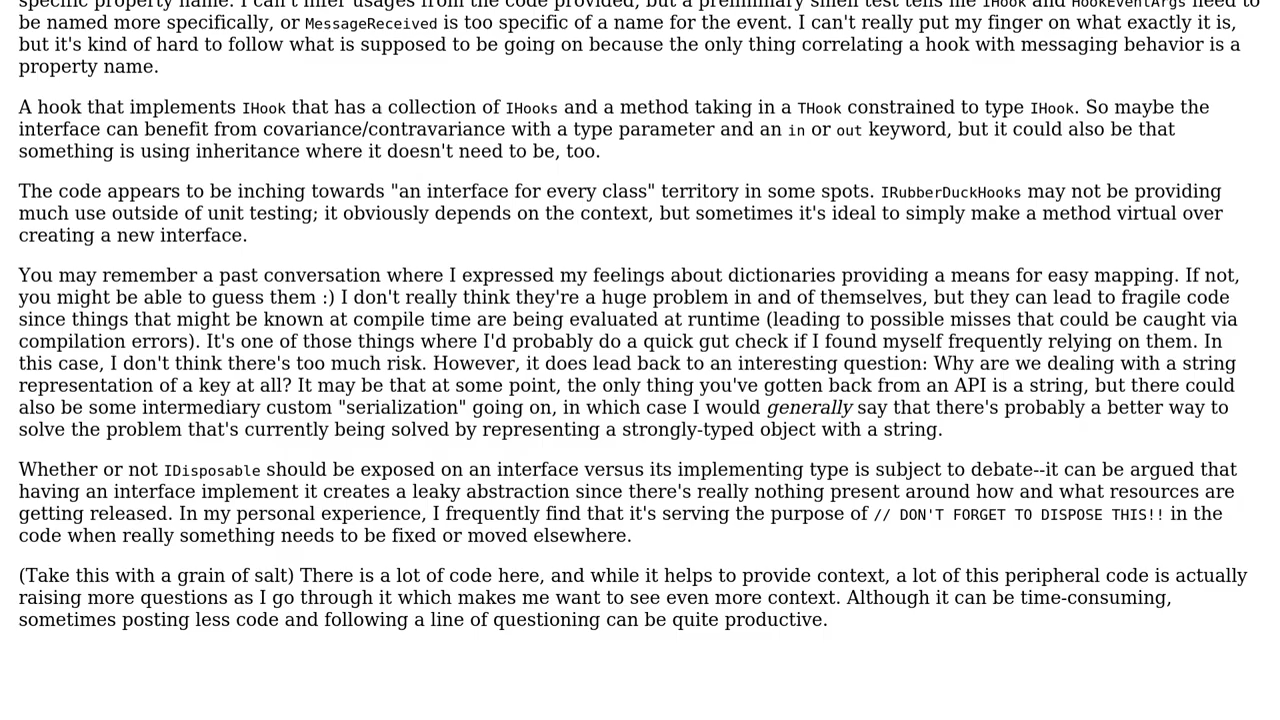 specific property name. I can't infer usages from the code provided, but a preliminary smell test tells me IHook and HookEventArgs need to
be named more specifically, or MessageReceived is too specific of a name for the event. I can't really put my finger on what exactly it is,
but it's kind of hard to follow what is supposed to be going on because the only thing correlating a hook with messaging behavior is a
property name.
A hook that implements IHook that has a collection of IHooks and a method taking in a THook constrained to type IHook. So maybe the
interface can benefit from covariance/contravariance with a type parameter and an in or out keyword, but it could also be that
something is using inheritance where it doesn't need to be, too.
The code appears to be inching towards "an interface for every class" territory in some spots. IRubberDuckHooks may not be providing
much use outside of unit testing; it obviously depends on the context, but sometimes it's ideal to simply make a method virtual over
creating a new interface.
You may remember a past conversation where I expressed my feelings about dictionaries providing a means for easy mapping. If not,
you might be able to guess them :) I don't really think they're a huge problem in and of themselves, but they can lead to fragile code
since things that might be known at compile time are being evaluated at runtime (leading to possible misses that could be caught via
compilation errors). It's one of those things where I'd probably do a quick gut check if I found myself frequently relying on them. In
this case, I don't think there's too much risk. However, it does lead back to an interesting question: Why are we dealing with a string
representation of a key at all? It may be that at some point, the only thing you've gotten back from an API is a string, but there could
also be some intermediary custom "serialization" going on, in which case I would generally say that there's probably a better way to
solve the problem that's currently being solved by representing a strongly-typed object with a string.
Whether or not IDisposable should be exposed on an interface versus its implementing type is subject to debate--it can be argued that
having an interface implement it creates a leaky abstraction since there's really nothing present around how and what resources are
getting released. In my personal experience, I frequently find that it's serving the purpose of // DON'T FORGET TO DISPOSE THIS!! in the
code when really something needs to be fixed or moved elsewhere.
(Take this with a grain of salt) There is a lot of code here, and while it helps to provide context, a lot of this peripheral code is actually
raising more questions as I go through it which makes me want to see even more context. Although it can be time-consuming,
sometimes posting less code and following a line of questioning can be quite productive.